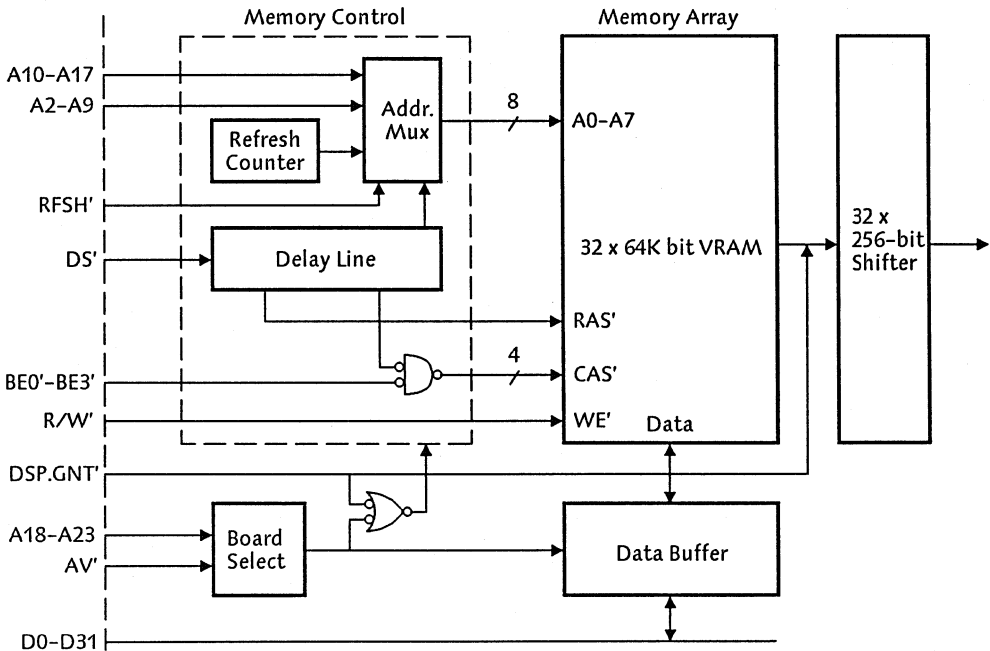 Memory Control
Memory Array
A10–A17
A2–A9
Addr.
Mux
8
A0–A7
Refresh
Counter
RFSH'
DS'
Delay Line
32 x 64K bit VRAM
32 x
256–bit
Shifter
RAS'
4
CAS'
BE0'–BE3'
R/W'
WE'
Data
DSP.GNT'
A18–A23
AV'
Board
Select
Data Buffer
D0–D31